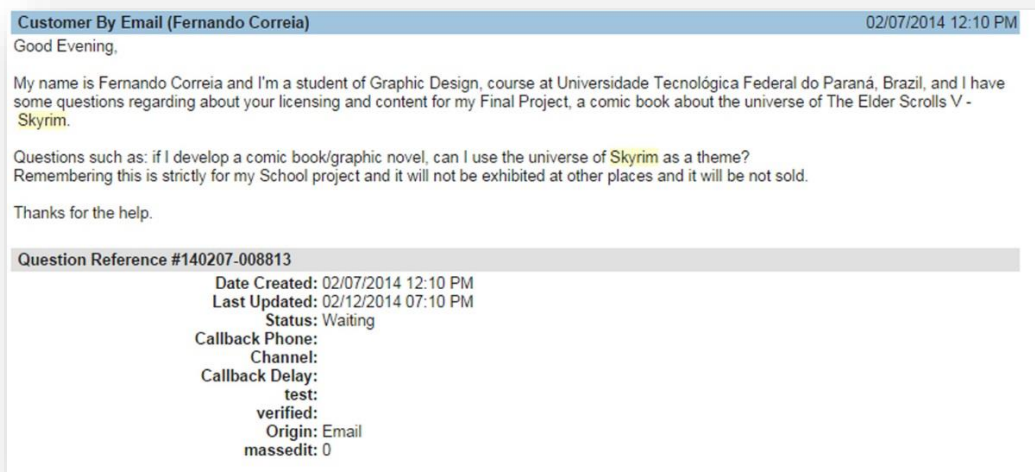 Customer By Email (Fernando Correia) 02/07/2014 12:10 PM
Good Evening,
My name is Fernando Correia and I'm a student of Graphic Design, course at Universidade Tecnológica Federal do Paraná, Brazil, and I have
some questions regarding about your licensing and content for my Final Project, a comic book about the universe of The Elder Scrolls V -
Skyrim.
Questions such as: if I develop a comic book/graphic novel, can I use the universe of Skyrim as a theme?
Remembering this is strictly for my School project and it will not be exhibited at other places and it will be not sold.
Thanks for the help.
Question Reference #140207-008813
Date Created: 02/07/2014 12:10 PM
Last Updated: 02/12/2014 07:10 PM
Status: Waiting
Callback Phone:
Channel:
Callback Delay:
test:
verified:
Origin: Email
massedit: 0